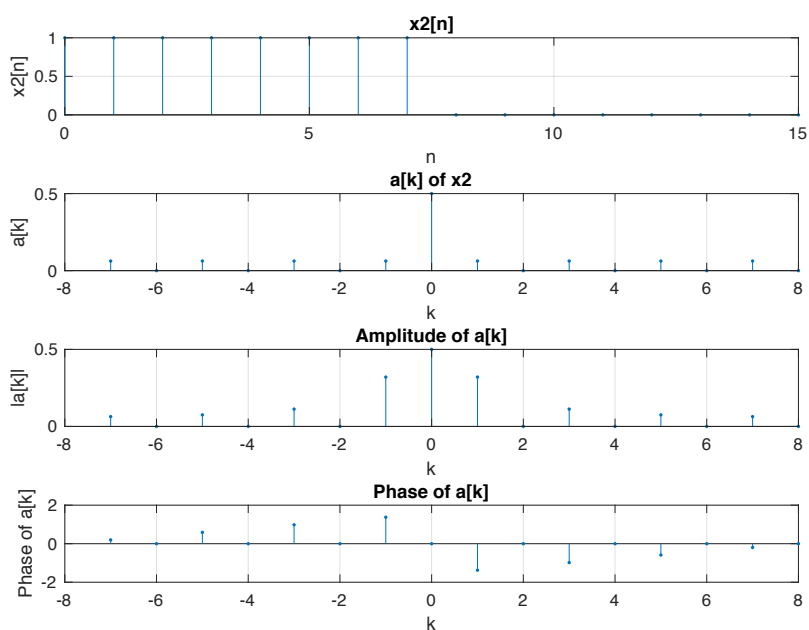 x2[n]
x2[n]
1
0.5
0
0 5 10 15
n
a[k] of x2
a[k]
0.5
0
-8 -6 -4 -2 0 2 4 6 8
k
Amplitude of a[k]
|a[k]|
0.5
0
-8 -6 -4 -2 0 2 4 6 8
k
Phase of a[k]
Phase of a[k]
2
0
-2
-8 -6 -4 -2 0 2 4 6 8
k